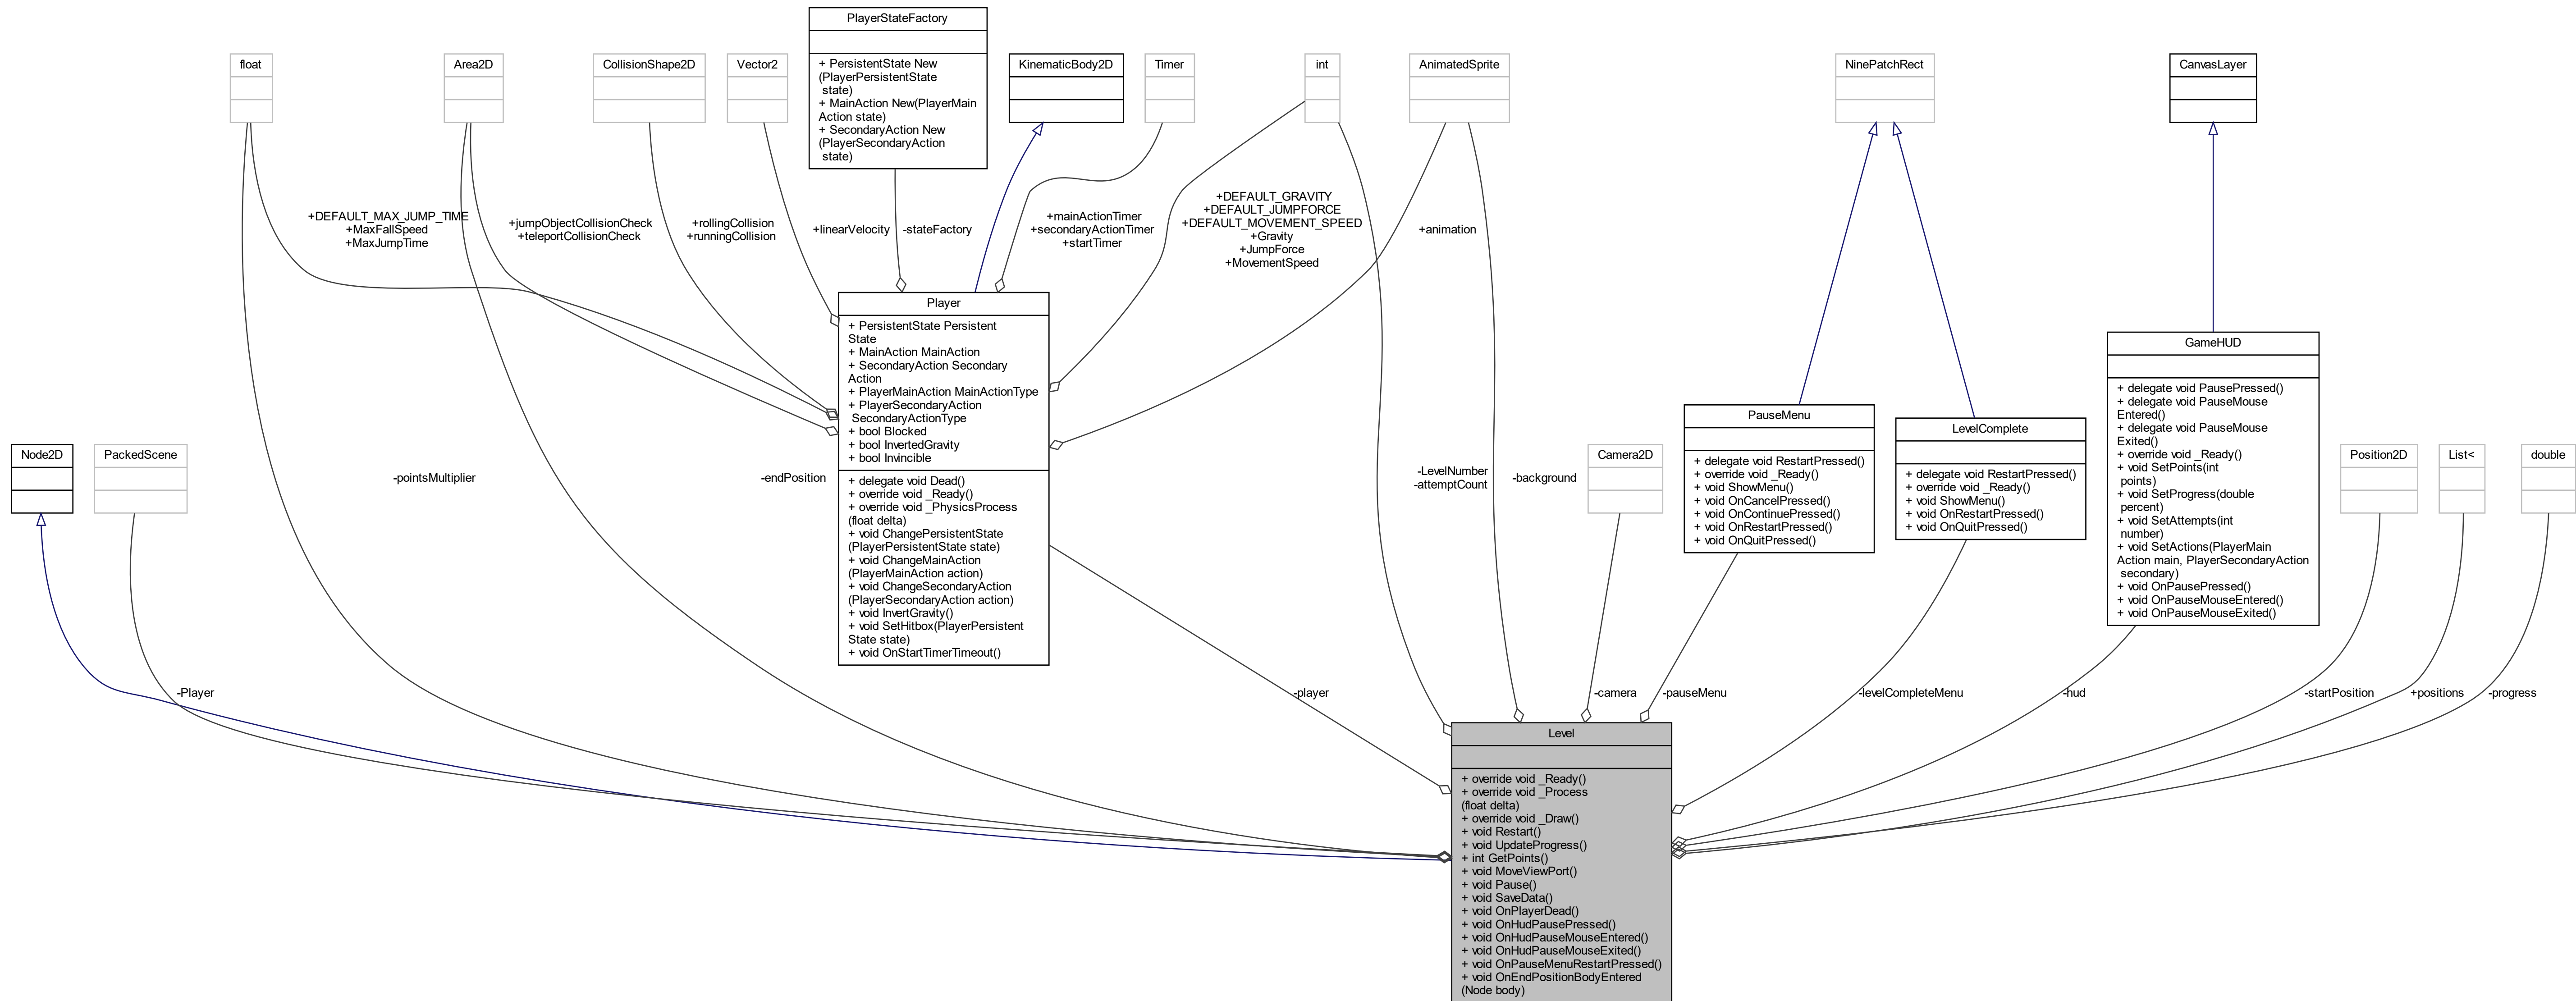 PlayerStateFactory
+ PersistentState New
(PlayerPersistentState
state)
+ MainAction New(PlayerMain
Action state)
+ SecondaryAction New
(PlayerSecondaryAction
state)
float
Area2D
CollisionShape2D
Vector2
KinematicBody2D
Timer
int
AnimatedSprite
NinePatchRect
CanvasLayer
+DEFAULT_MAX_JUMP_TIME
+MaxFallSpeed
+MaxJumpTime
+jumpObjectCollisionCheck
+teleportCollisionCheck
+rollingCollision
+runningCollision
+linearVelocity
-stateFactory
+mainActionTimer
+secondaryActionTimer
+startTimer
+DEFAULT_GRAVITY
+DEFAULT_JUMPFORCE
+DEFAULT_MOVEMENT_SPEED
+Gravity
+JumpForce
+MovementSpeed
+animation
Player
+ PersistentState Persistent
State
+ MainAction MainAction
+ SecondaryAction Secondary
Action
+ PlayerMainAction MainActionType
+ PlayerSecondaryAction
SecondaryActionType
+ bool Blocked
+ bool InvertedGravity
+ bool Invincible
+ delegate void Dead()
+ override void _Ready()
+ override void _PhysicsProcess
(float delta)
+ void ChangePersistentState
(PlayerPersistentState state)
+ void ChangeMainAction
(PlayerMainAction action)
+ void ChangeSecondaryAction
(PlayerSecondaryAction action)
+ void InvertGravity()
+ void SetHitbox(PlayerPersistent
State state)
+ void OnStartTimerTimeout()
GameHUD
+ delegate void PausePressed()
+ delegate void PauseMouse
Entered()
+ delegate void PauseMouse
Exited()
+ override void _Ready()
+ void SetPoints(int
points)
+ void SetProgress(double
percent)
+ void SetAttempts(int
number)
+ void SetActions(PlayerMain
Action main, PlayerSecondaryAction
secondary)
+ void OnPausePressed()
+ void OnPauseMouseEntered()
+ void OnPauseMouseExited()
PauseMenu
+ delegate void RestartPressed()
+ override void _Ready()
+ void ShowMenu()
+ void OnCancelPressed()
+ void OnContinuePressed()
+ void OnRestartPressed()
+ void OnQuitPressed()
LevelComplete
+ delegate void RestartPressed()
+ override void _Ready()
+ void ShowMenu()
+ void OnRestartPressed()
+ void OnQuitPressed()
Node2D
PackedScene
Camera2D
Position2D
List<
double
-pointsMultiplier
-endPosition
-LevelNumber
-attemptCount
-background
-Player
-player
-camera
-pauseMenu
-levelCompleteMenu
-hud
-startPosition
+positions
-progress
Level
+ override void _Ready()
+ override void _Process
(float delta)
+ override void _Draw()
+ void Restart()
+ void UpdateProgress()
+ int GetPoints()
+ void MoveViewPort()
+ void Pause()
+ void SaveData()
+ void OnPlayerDead()
+ void OnHudPausePressed()
+ void OnHudPauseMouseEntered()
+ void OnHudPauseMouseExited()
+ void OnPauseMenuRestartPressed()
+ void OnEndPositionBodyEntered
(Node body)